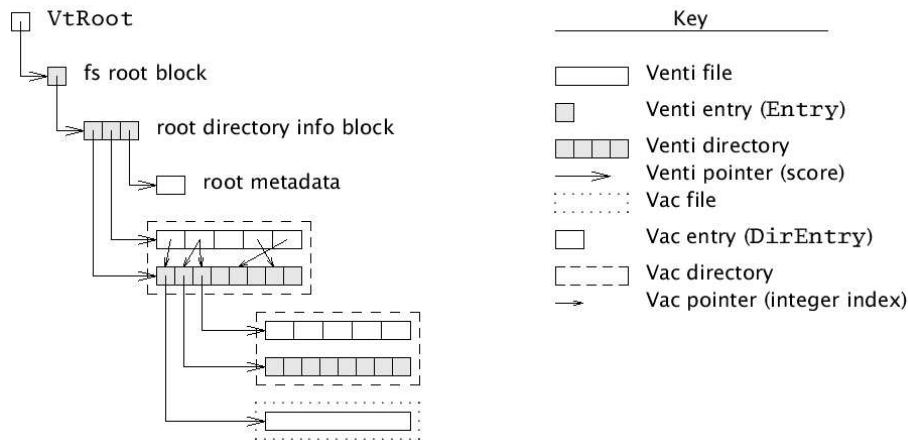 VtRoot
fs root block
root directory info block
root metadata
Key
Venti file
Venti entry (Entry)
Venti directory
Venti pointer (score)
Vac file
Vac entry (DirEntry)
Vac directory
Vac pointer (integer index)